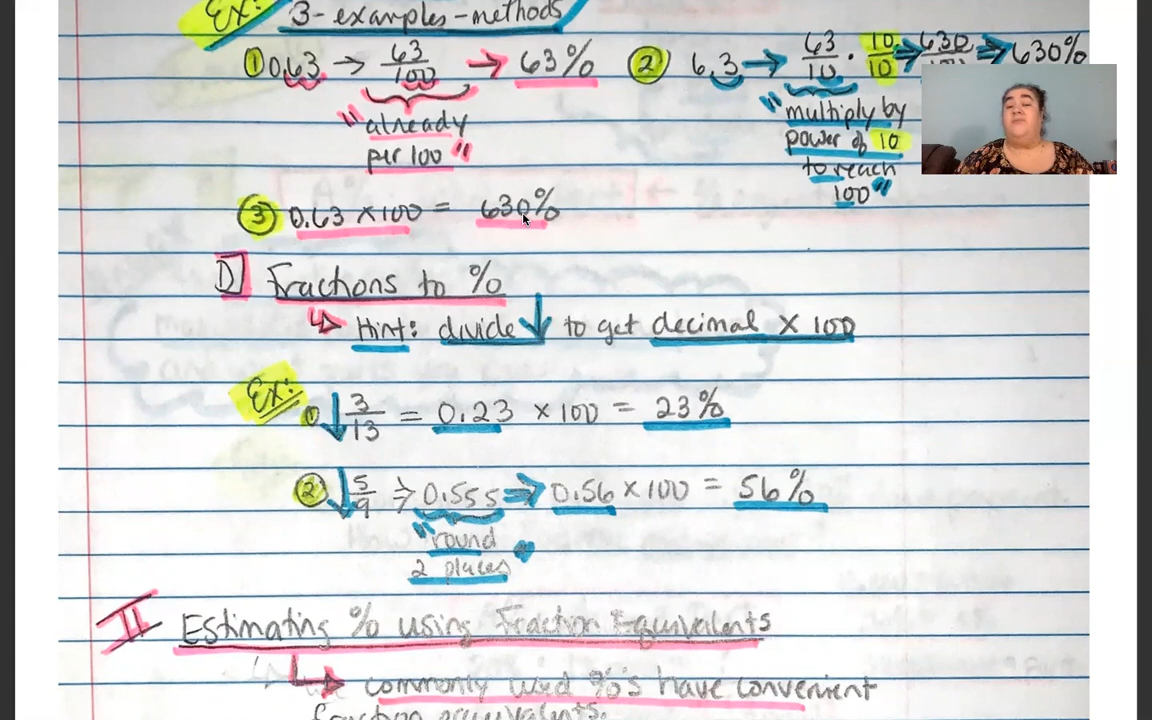 Ex: 3-examples-methods
① 0.63 → 63/100 → 63%
"already
per 100"
② 6.3 → 63/10 · 10/10 ⇒ 630/100 ⇒ 630%
"multiply by
power of 10
to reach
100"
③ 0.63 × 100 = 630%
D] Fractions to %
↳ Hint: divide ↓ to get decimal × 100
Ex:
① ↓ 3/13 = 0.23 × 100 = 23%
② ↓ 5/9 ⇒ 0.555 ⇒ 0.56 × 100 = 56%
"round
2 places"
II Estimating % using Fraction Equivalents
↳ commonly used %'s have convenient
fraction equivalents.